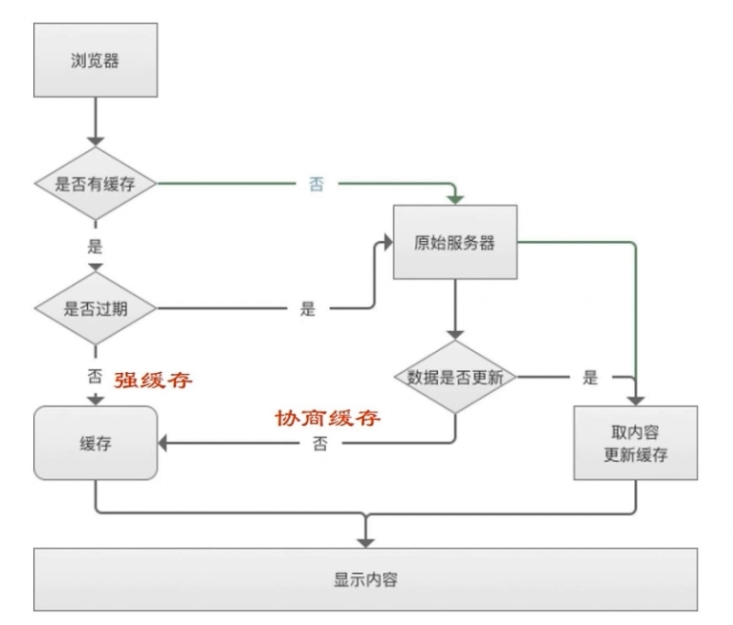 浏览器
是否有缓存
否
是
原始服务器
是否过期
是
否
强缓存
数据是否更新
是
协商缓存
否
缓存
取内容
更新缓存
显示内容